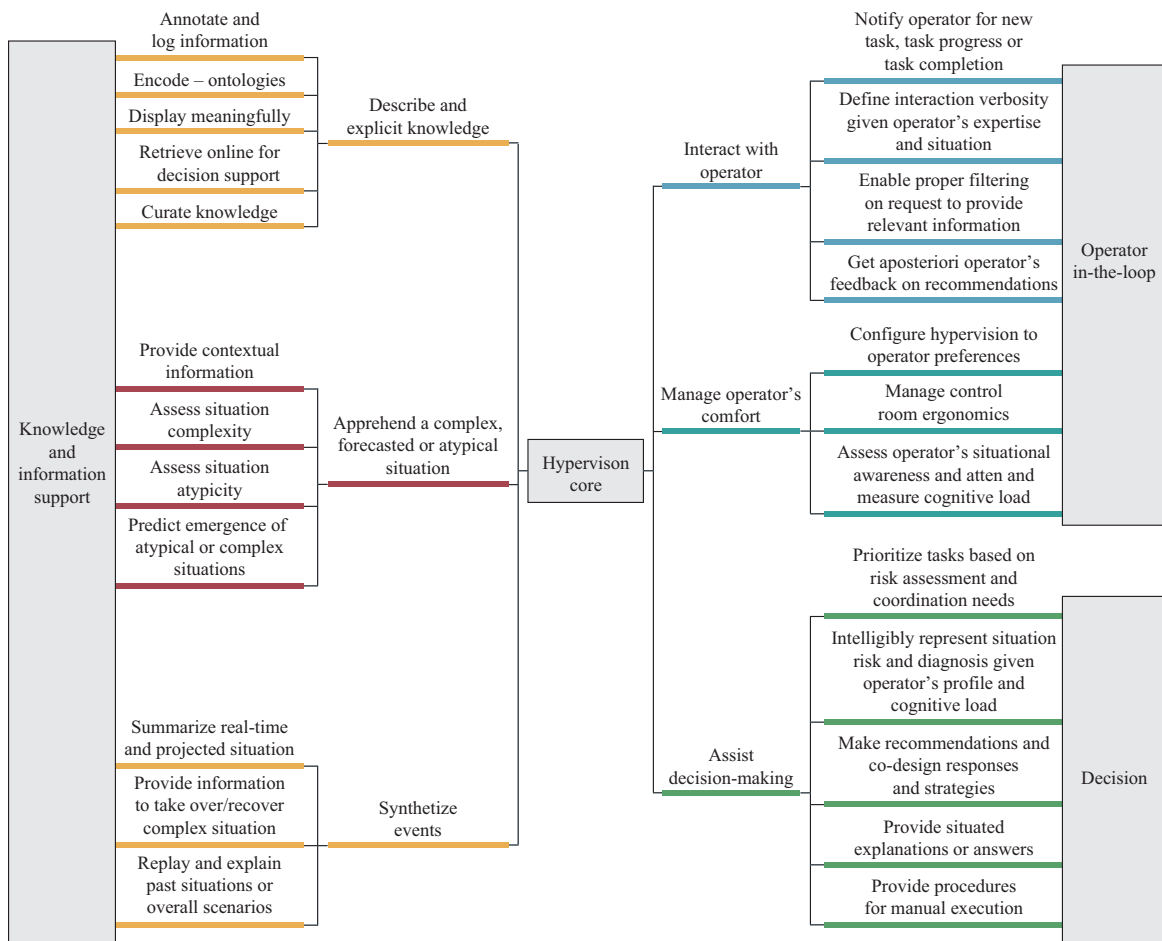 Knowledge
and
information
support
Annotate and
log information
Encode – ontologies
Display meaningfully
Retrieve online for
decision support
Curate knowledge
Describe and
explicit knowledge
Provide contextual
information
Assess situation
complexity
Assess situation
atypicity
Predict emergence of
atypical or complex
situations
Apprehend a complex,
forecasted or atypical
situation
Summarize real-time
and projected situation
Provide information
to take over/recover
complex situation
Replay and explain
past situations or
overall scenarios
Synthetize
events
Hypervison
core
Interact with
operator
Notify operator for new
task, task progress or
task completion
Define interaction verbosity
given operator’s expertise
and situation
Enable proper filtering
on request to provide
relevant information
Get aposteriori operator’s
feedback on recommendations
Manage operator’s
comfort
Configure hypervision to
operator preferences
Manage control
room ergonomics
Assess operator’s situational
awareness and atten and
measure cognitive load
Operator
in-the-loop
Assist
decision-making
Prioritize tasks based on
risk assessment and
coordination needs
Intelligibly represent situation
risk and diagnosis given
operator’s profile and
cognitive load
Make recommendations and
co-design responses
and strategies
Provide situated
explanations or answers
Provide procedures
for manual execution
Decision